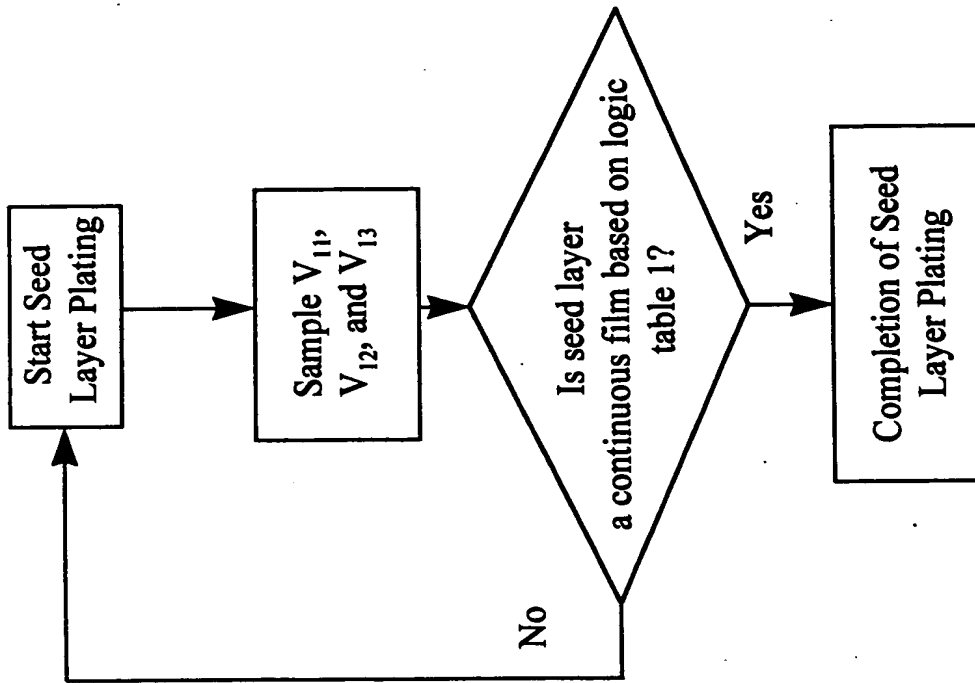 Start Seed
Layer Plating
Sample V11,
V12, and V13
Is seed layer
a continuous film based on logic
table 1?
No
Yes
Completion of Seed
Layer Plating